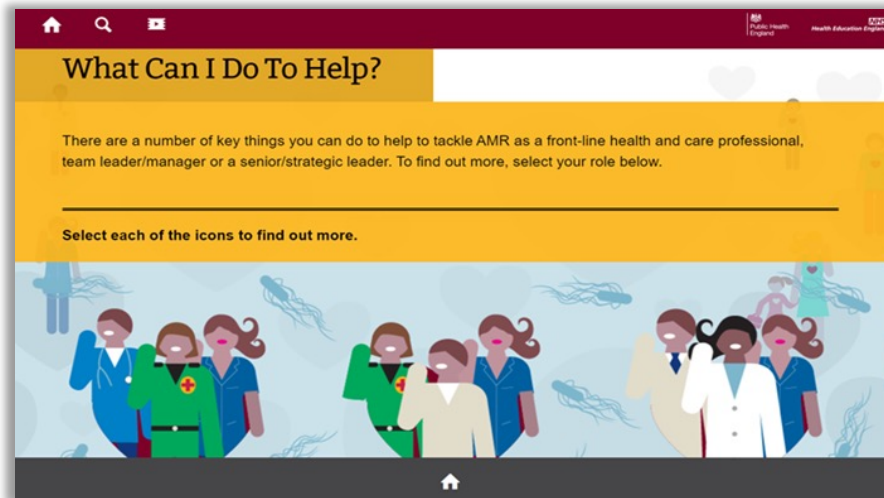 Public Health
England
NHS
Health Education England
What Can I Do To Help?
There are a number of key things you can do to help to tackle AMR as a front-line health and care professional,
team leader/manager or a senior/strategic leader. To find out more, select your role below.
Select each of the icons to find out more.